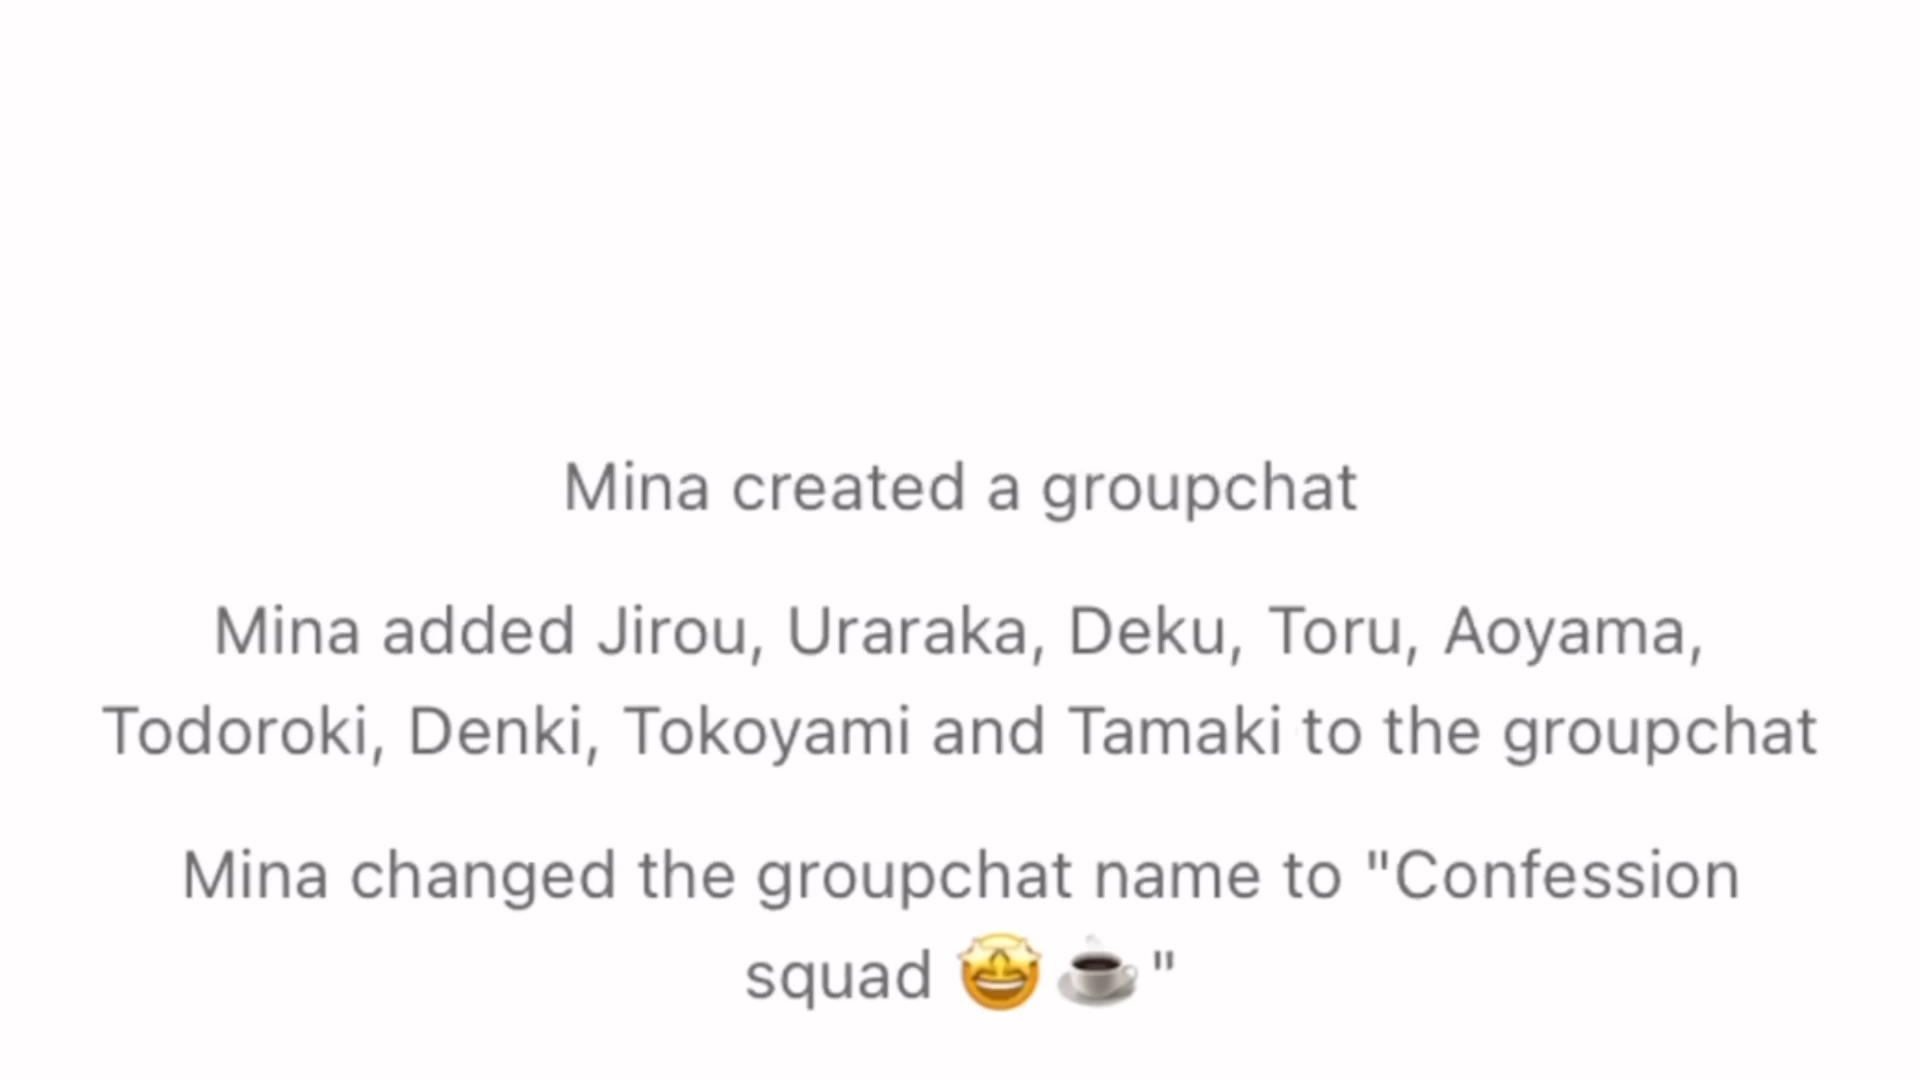 Mina created a groupchat
Mina added Jirou, Uraraka, Deku, Toru, Aoyama,
Todoroki, Denki, Tokoyami and Tamaki to the groupchat
Mina changed the groupchat name to "Confession
squad 🤩☕"